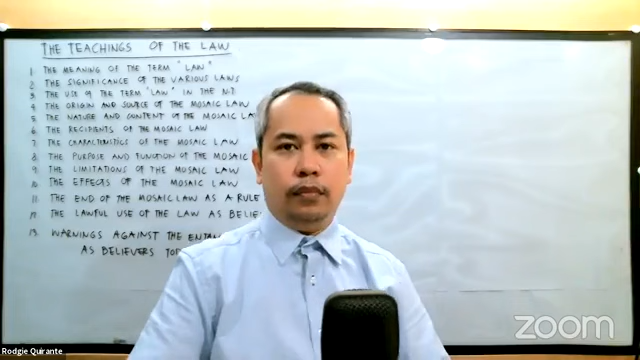 THE TEACHINGS OF THE LAW
1. THE MEANING OF THE TERM "LAW"
2. THE SIGNIFICANCE OF THE VARIOUS LAWS
3. THE USE OF THE TERM "LAW" IN THE N.T
4. THE ORIGIN AND SOURCE OF THE MOSAIC LAW
5. THE NATURE AND CONTENT OF THE MOSAIC LA
6. THE RECIPIENTS OF THE MOSAIC LAW
7. THE CHARACTERISTICS OF THE MOSAIC LAW
8. THE PURPOSE AND FUNCTION OF THE MOSAIC
9. THE LIMITATIONS OF THE MOSAIC LAW
10. THE EFFECTS OF THE MOSAIC LAW
11. THE END OF THE MOSAIC LAW AS A RULE
12. THE LAWFUL USE OF THE LAW AS BELIE
13. WARNINGS AGAINST THE ENTAN
AS BELIEVERS TOD
zoom
Rodgie Quirante